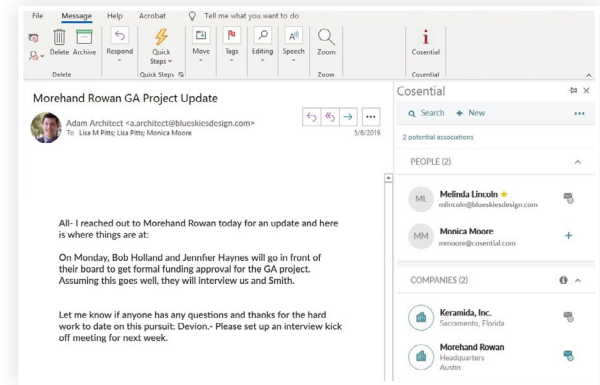 File Message Help Acrobat Tell me what you want to do
Delete Archive Respond Quick Steps Move Tags Editing Speech Zoom Cosential
Delete Quick Steps Zoom Cosential
Morehand Rowan GA Project Update
Adam Architect <a.architect@blueskiesdesign.com>
To Lisa M Pitts; Lisa Pitts; Monica Moore
5/6/2019
All- I reached out to Morehand Rowan today for an update and here
is where things are at:
On Monday, Bob Holland and Jennfier Haynes will go in front of
their board to get formal funding approval for the GA project.
Assuming this goes well, they will interview us and Smith.
Let me know if anyone has any questions and thanks for the hard
work to date on this pursuit: Devion.- Please set up an interview kick
off meeting for next week.
Cosential
Search + New
2 potential associations
PEOPLE (2)
ML
Melinda Lincoln
mlincoln@blueskiesdesign.com
MM
Monica Moore
mmoore@cosential.com
COMPANIES (2)
Keramida, Inc.
Sacramento, Florida
Morehand Rowan
Headquarters
Austin